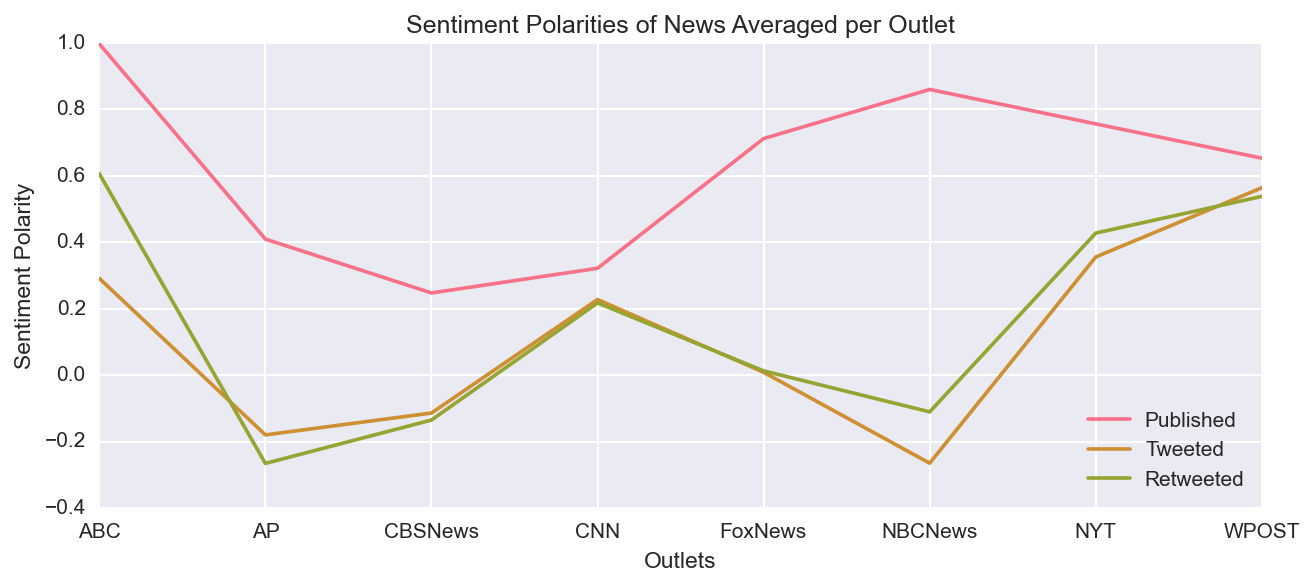 Sentiment Polarities of News Averaged per Outlet
1.0
0.8
0.6
0.4
0.2
0.0
−0.2
−0.4
Sentiment Polarity
Published
Tweeted
Retweeted
ABC AP CBSNews CNN FoxNews NBCNews NYT WPOST
Outlets